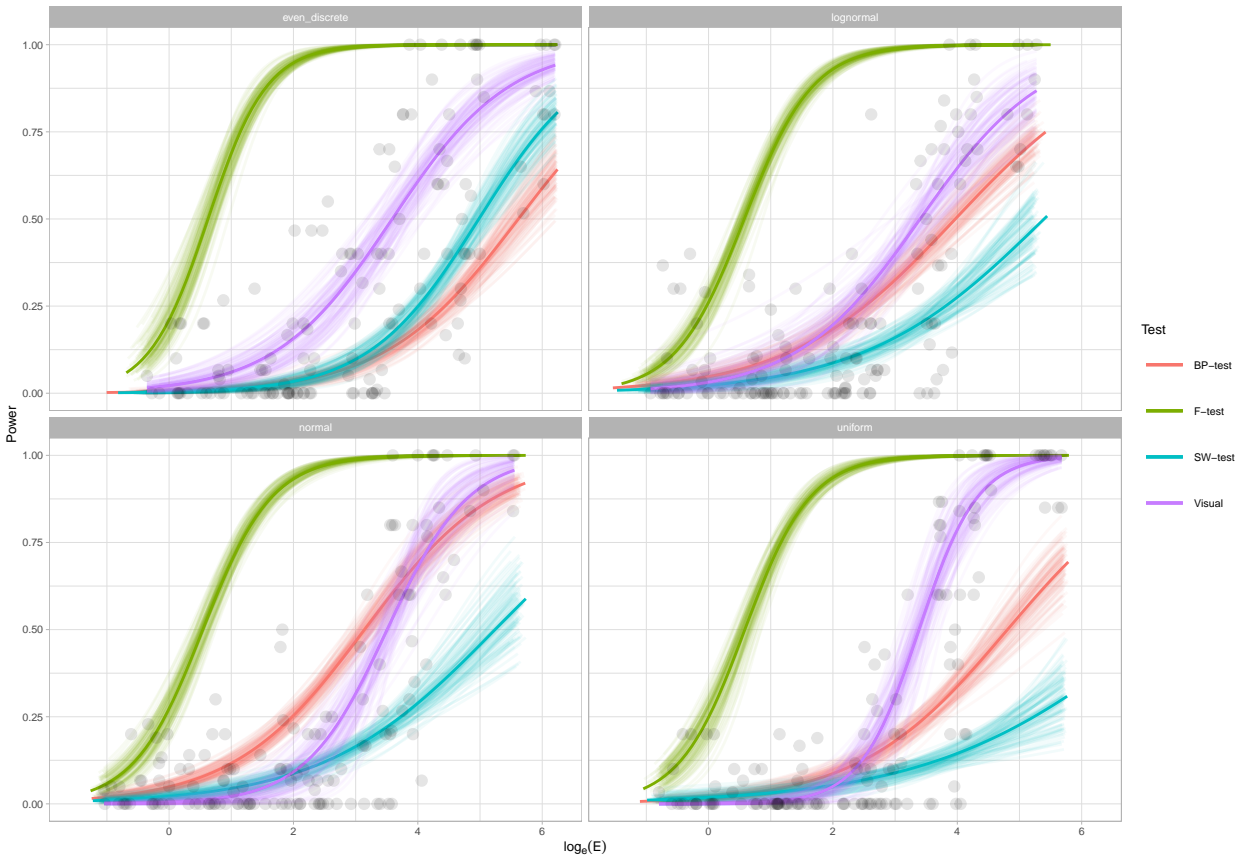 even_discrete
lognormal
1.00
0.75
0.50
0.25
0.00
Power
normal
uniform
1.00
0.75
0.50
0.25
0.00
0
2
4
6
0
2
4
6
logₑ(E)
Test
BP−test
F−test
SW−test
Visual